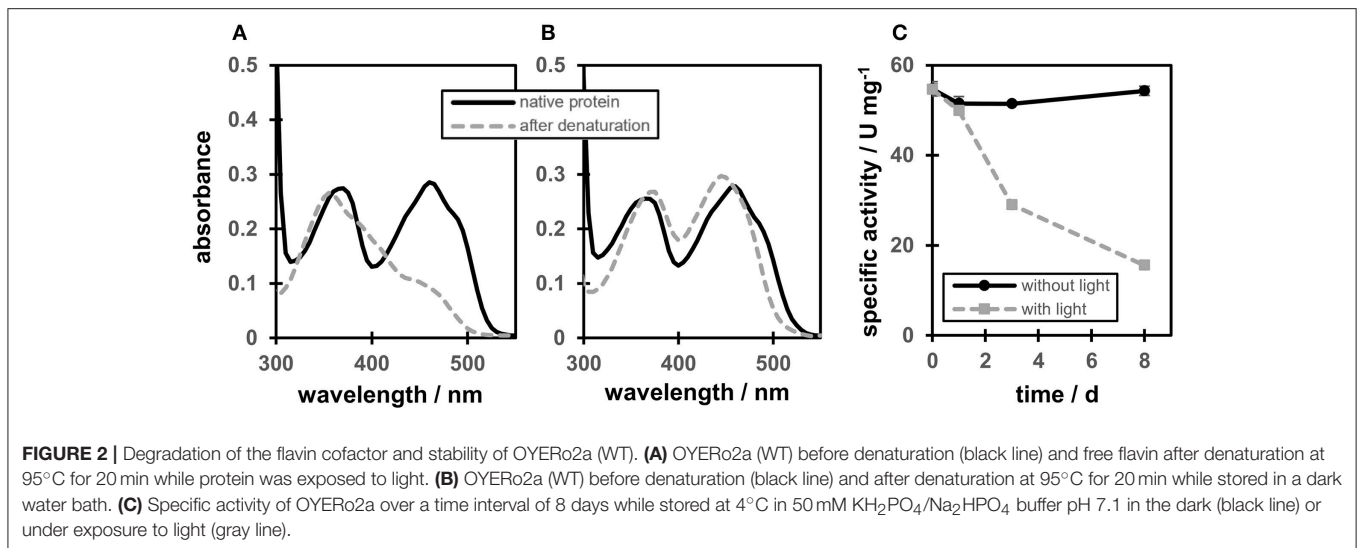 A
B
C
0.5
0.4
0.3
0.2
0.1
0
absorbance
300
400
500
wavelength / nm
native protein
after denaturation
0.5
0.4
0.3
0.2
0.1
0
300
400
500
wavelength / nm
60
40
20
0
specific activity / U mg-1
without light
with light
0
2
4
6
8
time / d
FIGURE 2 | Degradation of the flavin cofactor and stability of OYERo2a (WT). (A) OYERo2a (WT) before denaturation (black line) and free flavin after denaturation at
95°C for 20 min while protein was exposed to light. (B) OYERo2a (WT) before denaturation (black line) and after denaturation at 95°C for 20 min while stored in a dark
water bath. (C) Specific activity of OYERo2a over a time interval of 8 days while stored at 4°C in 50 mM KH2PO4/Na2HPO4 buffer pH 7.1 in the dark (black line) or
under exposure to light (gray line).